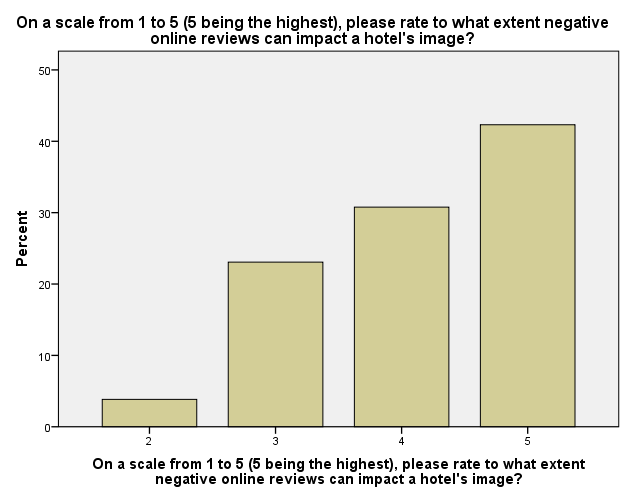 On a scale from 1 to 5 (5 being the highest), please rate to what extent negative
online reviews can impact a hotel's image?
50
40
30
20
10
0
Percent
2 3 4 5
On a scale from 1 to 5 (5 being the highest), please rate to what extent
negative online reviews can impact a hotel's image?